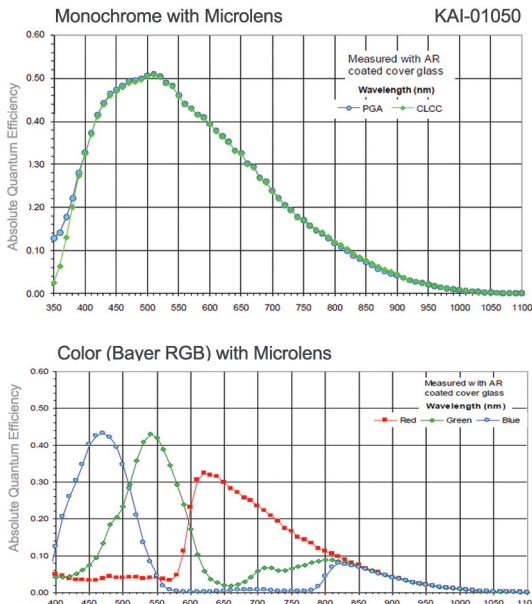 Monochrome with Microlens KAI-01050
Absolute Quantum Efficiency
0.60
0.50
0.40
0.30
0.20
0.10
0.00
Measured with AR
coated cover glass
Wavelength (nm)
PGA CLCC
350 400 450 500 550 600 650 700 750 800 850 900 950 1000 1050 1100
Color (Bayer RGB) with Microlens
Absolute Quantum Efficiency
0.60
0.50
0.40
0.30
0.20
0.10
0.00
Measured with AR
coated cover glass
Wavelength (nm)
Red Green Blue
400 450 500 550 600 650 700 750 800 850 900 950 1000 1050